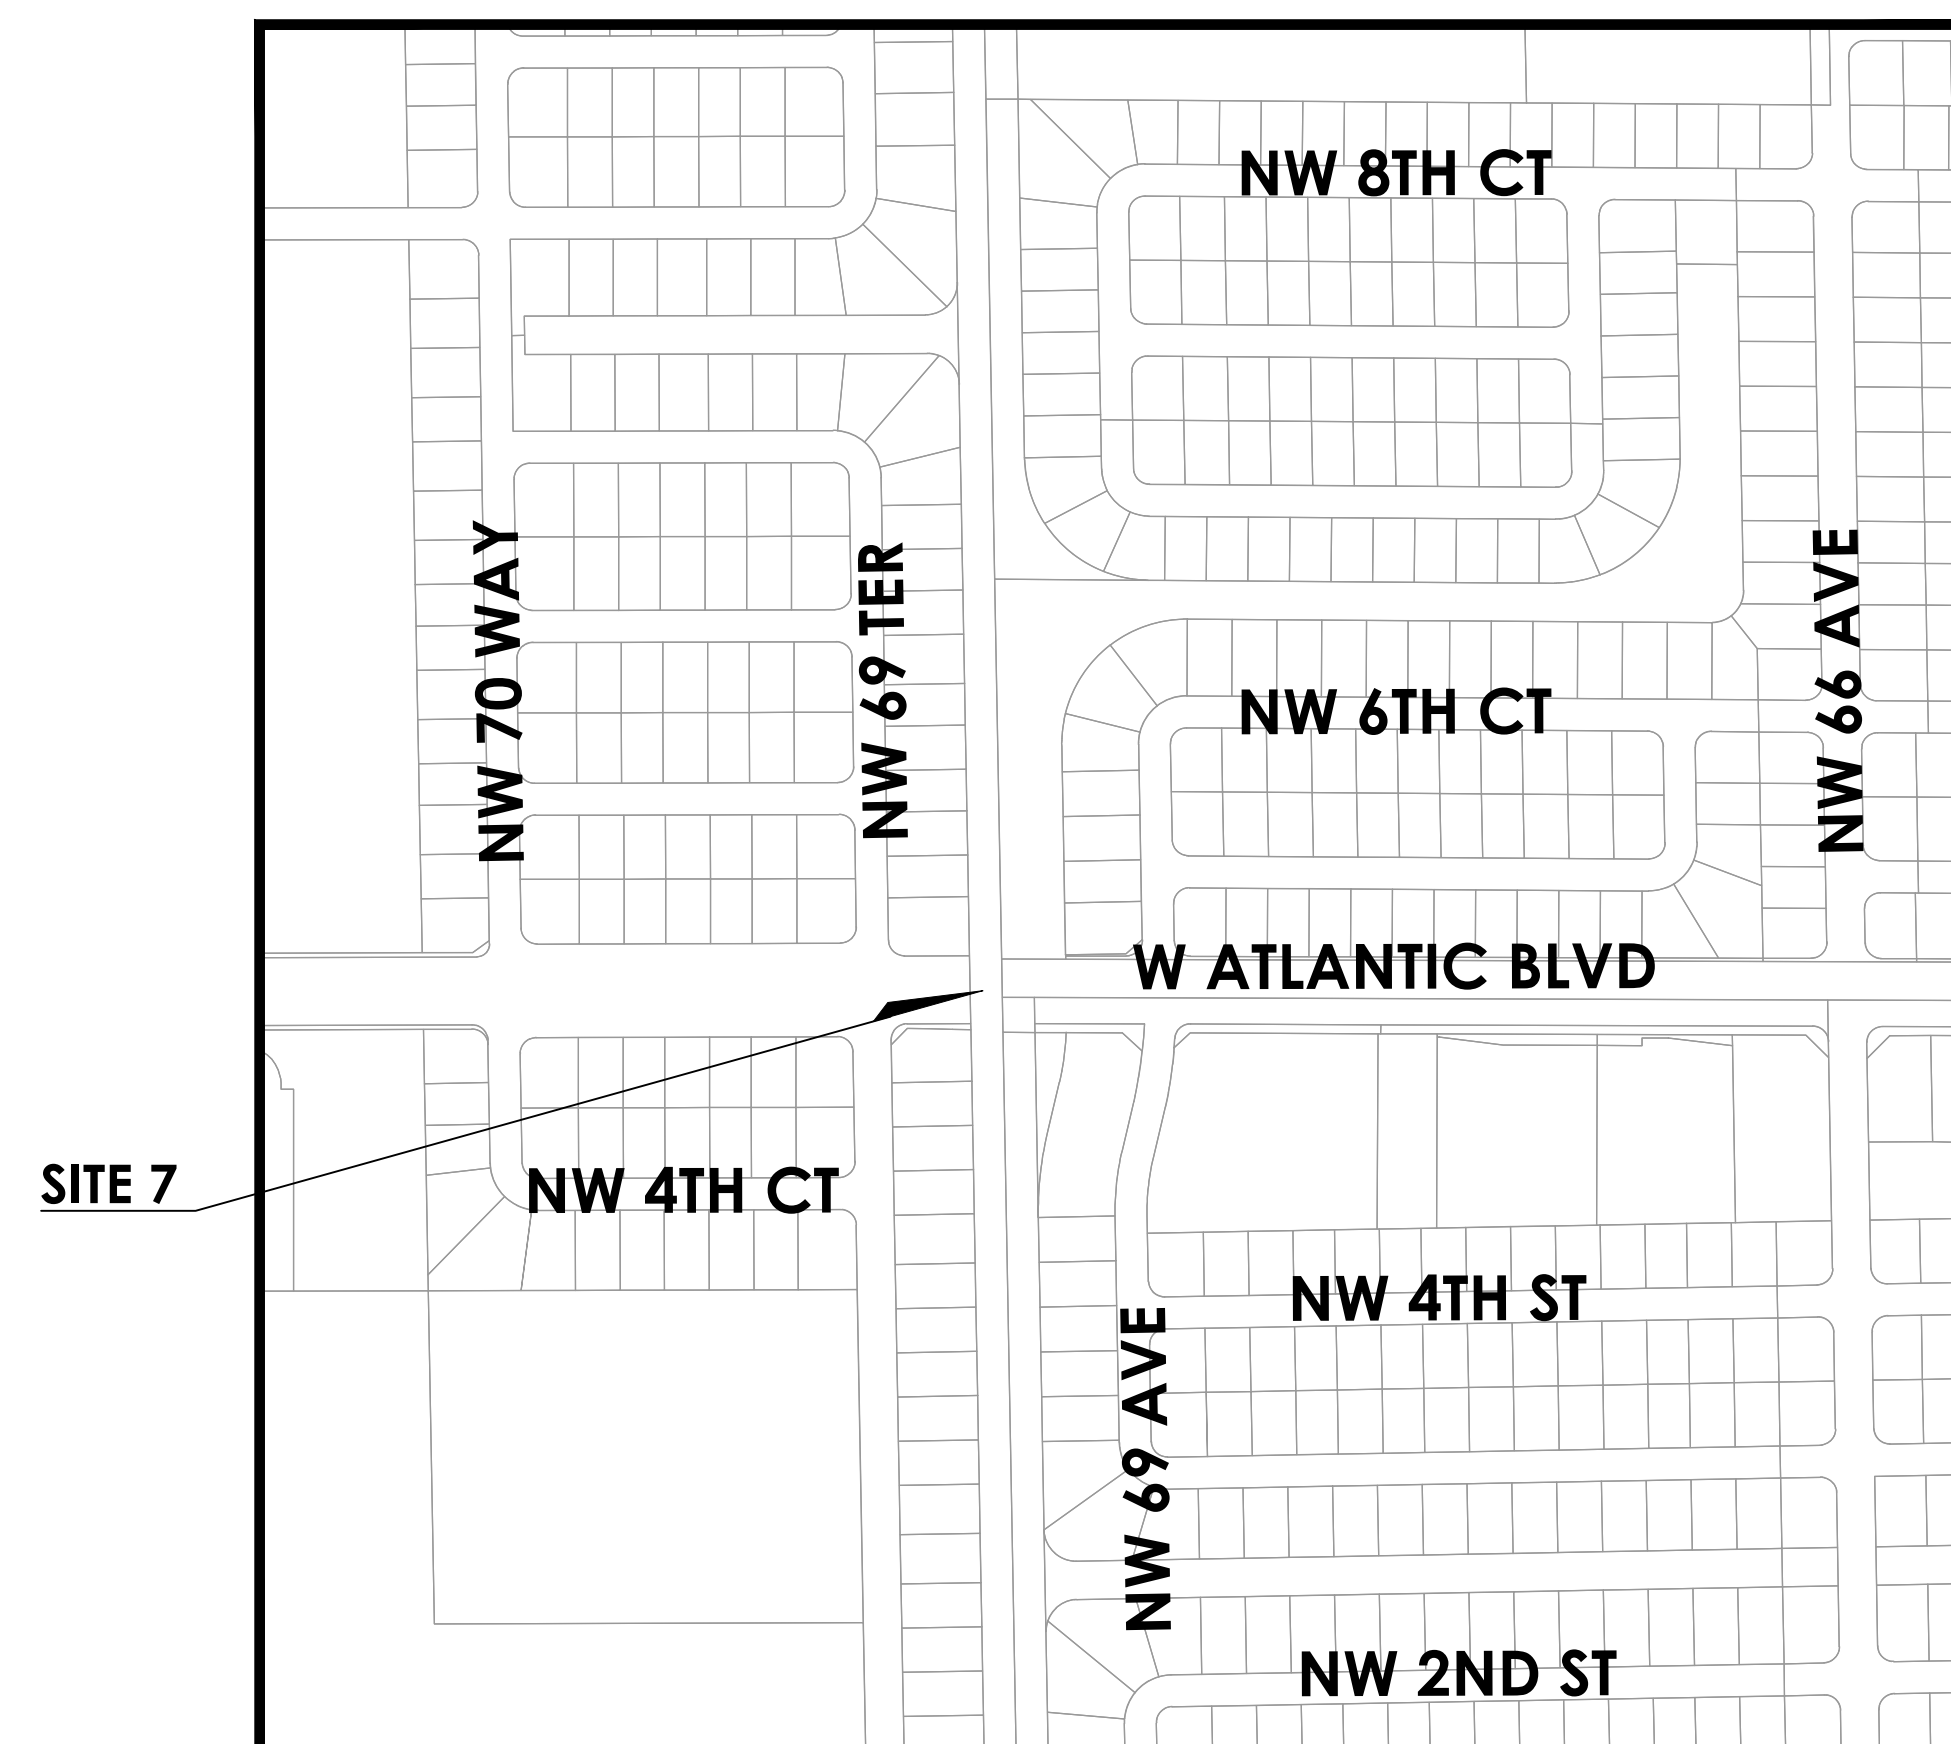 NW 8TH CT
NW 70 WAY
NW 69 TER
NW 66 AVE
NW 6TH CT
W ATLANTIC BLVD
SITE 7
NW 4TH CT
NW 4TH ST
NW 69 AVE
NW 2ND ST